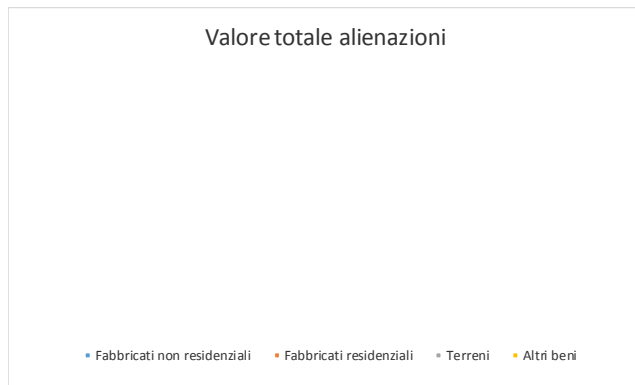 Valore totale alienazioni
Fabbricati non residenziali Fabbricati residenziali Terreni Altri beni